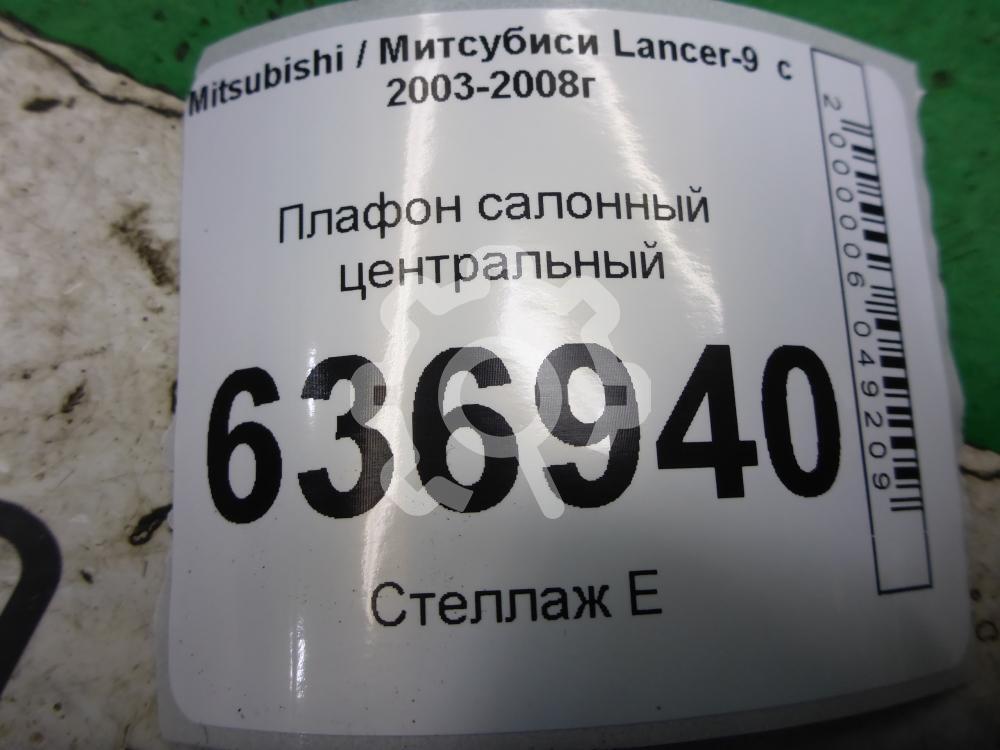 Mitsubishi / Митсубиси Lancer-9 с
2003-2008г
Плафон салонный
центральный
636940
Стеллаж Е
2000006049209